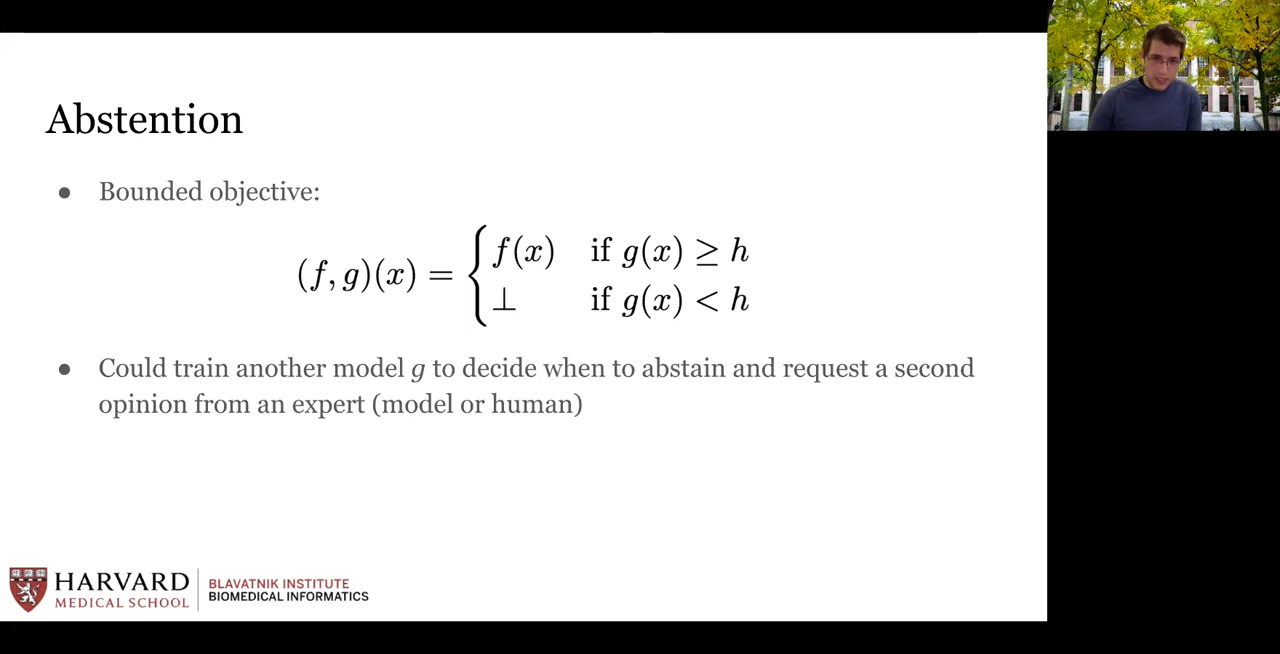 Abstention
● Bounded objective:
(f, g)(x) = { f(x) if g(x) ≥ h
⊥ if g(x) < h
● Could train another model g to decide when to abstain and request a second
opinion from an expert (model or human)
HARVARD
MEDICAL SCHOOL
BLAVATNIK INSTITUTE
BIOMEDICAL INFORMATICS